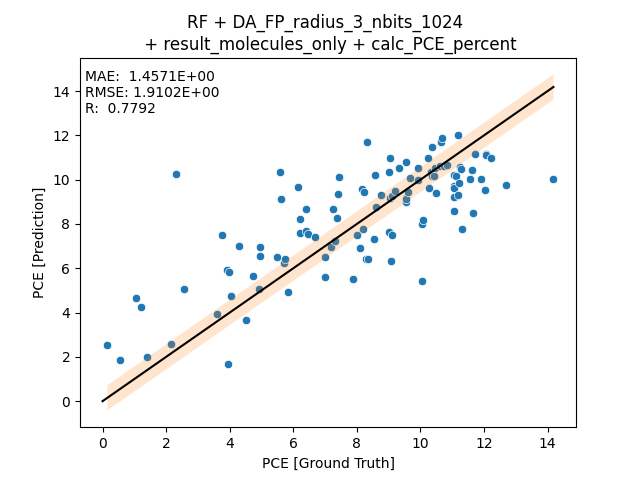 RF + DA_FP_radius_3_nbits_1024
+ result_molecules_only + calc_PCE_percent
MAE:  1.4571E+00
RMSE: 1.9102E+00
R:  0.7792
14
12
10
8
6
4
2
0
PCE [Prediction]
0 2 4 6 8 10 12 14
PCE [Ground Truth]